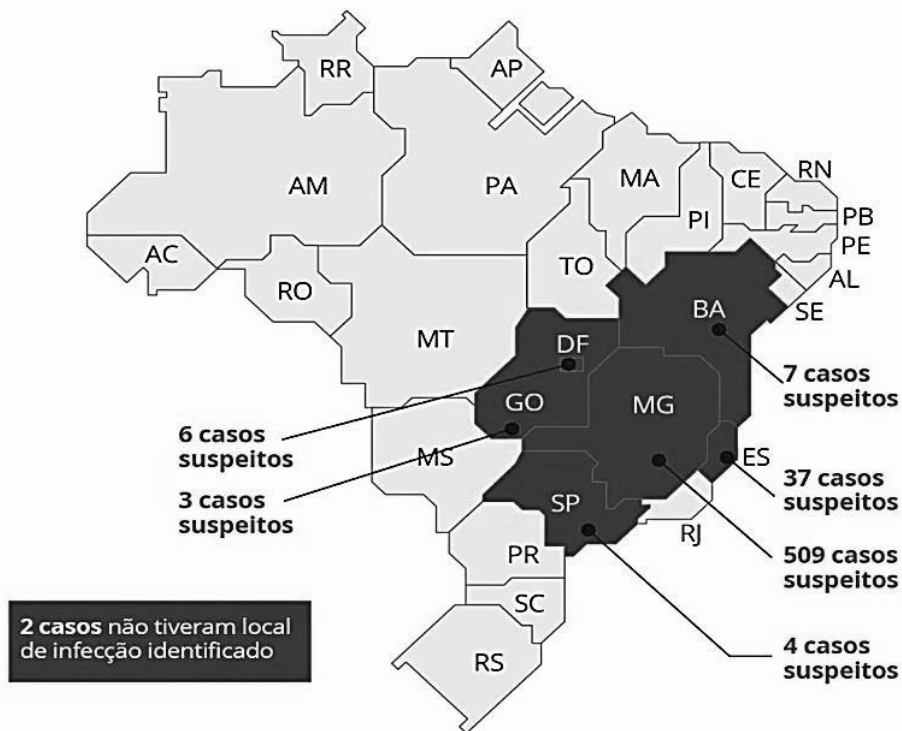 RR
AP
AM
PA
MA
CE
RN
PI
PB
PE
AC
TO
AL
RO
BA
SE
MT
DF
7 casos
suspeitos
GO
MG
6 casos
suspeitos
MS
ES
37 casos
suspeitos
3 casos
suspeitos
SP
RJ
509 casos
suspeitos
PR
SC
2 casos não tiveram local
de infecção identificado
4 casos
suspeitos
RS